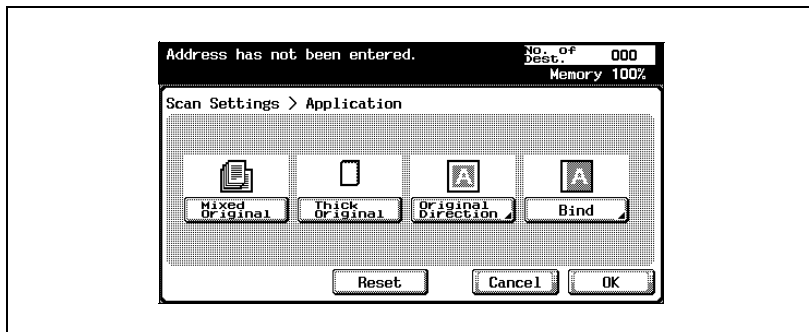 Address has not been entered.
No. of
Dest. 000
Memory 100%
Scan Settings > Application
A
A
Mixed
Original
Thick
Original
Original
Direction
Bind
Reset
Cancel
OK